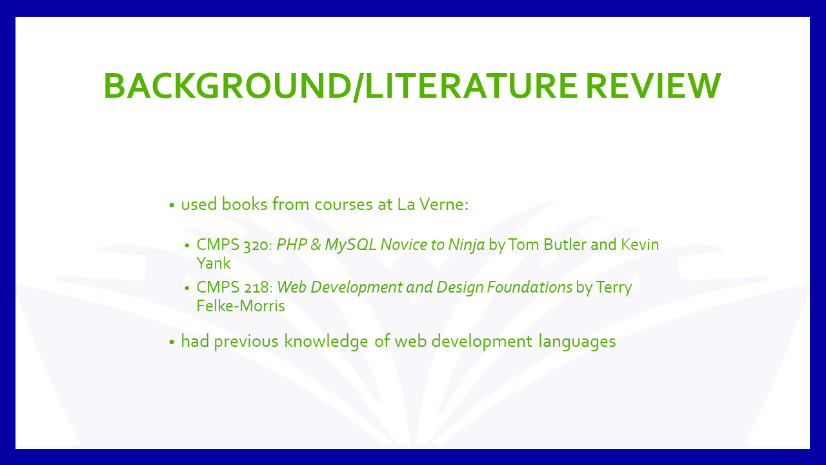 BACKGROUND/LITERATURE REVIEW
• used books from courses at La Verne:
• CMPS 320: PHP & MySQL Novice to Ninja by Tom Butler and Kevin
Yank
• CMPS 218: Web Development and Design Foundations by Terry
Felke-Morris
• had previous knowledge of web development languages